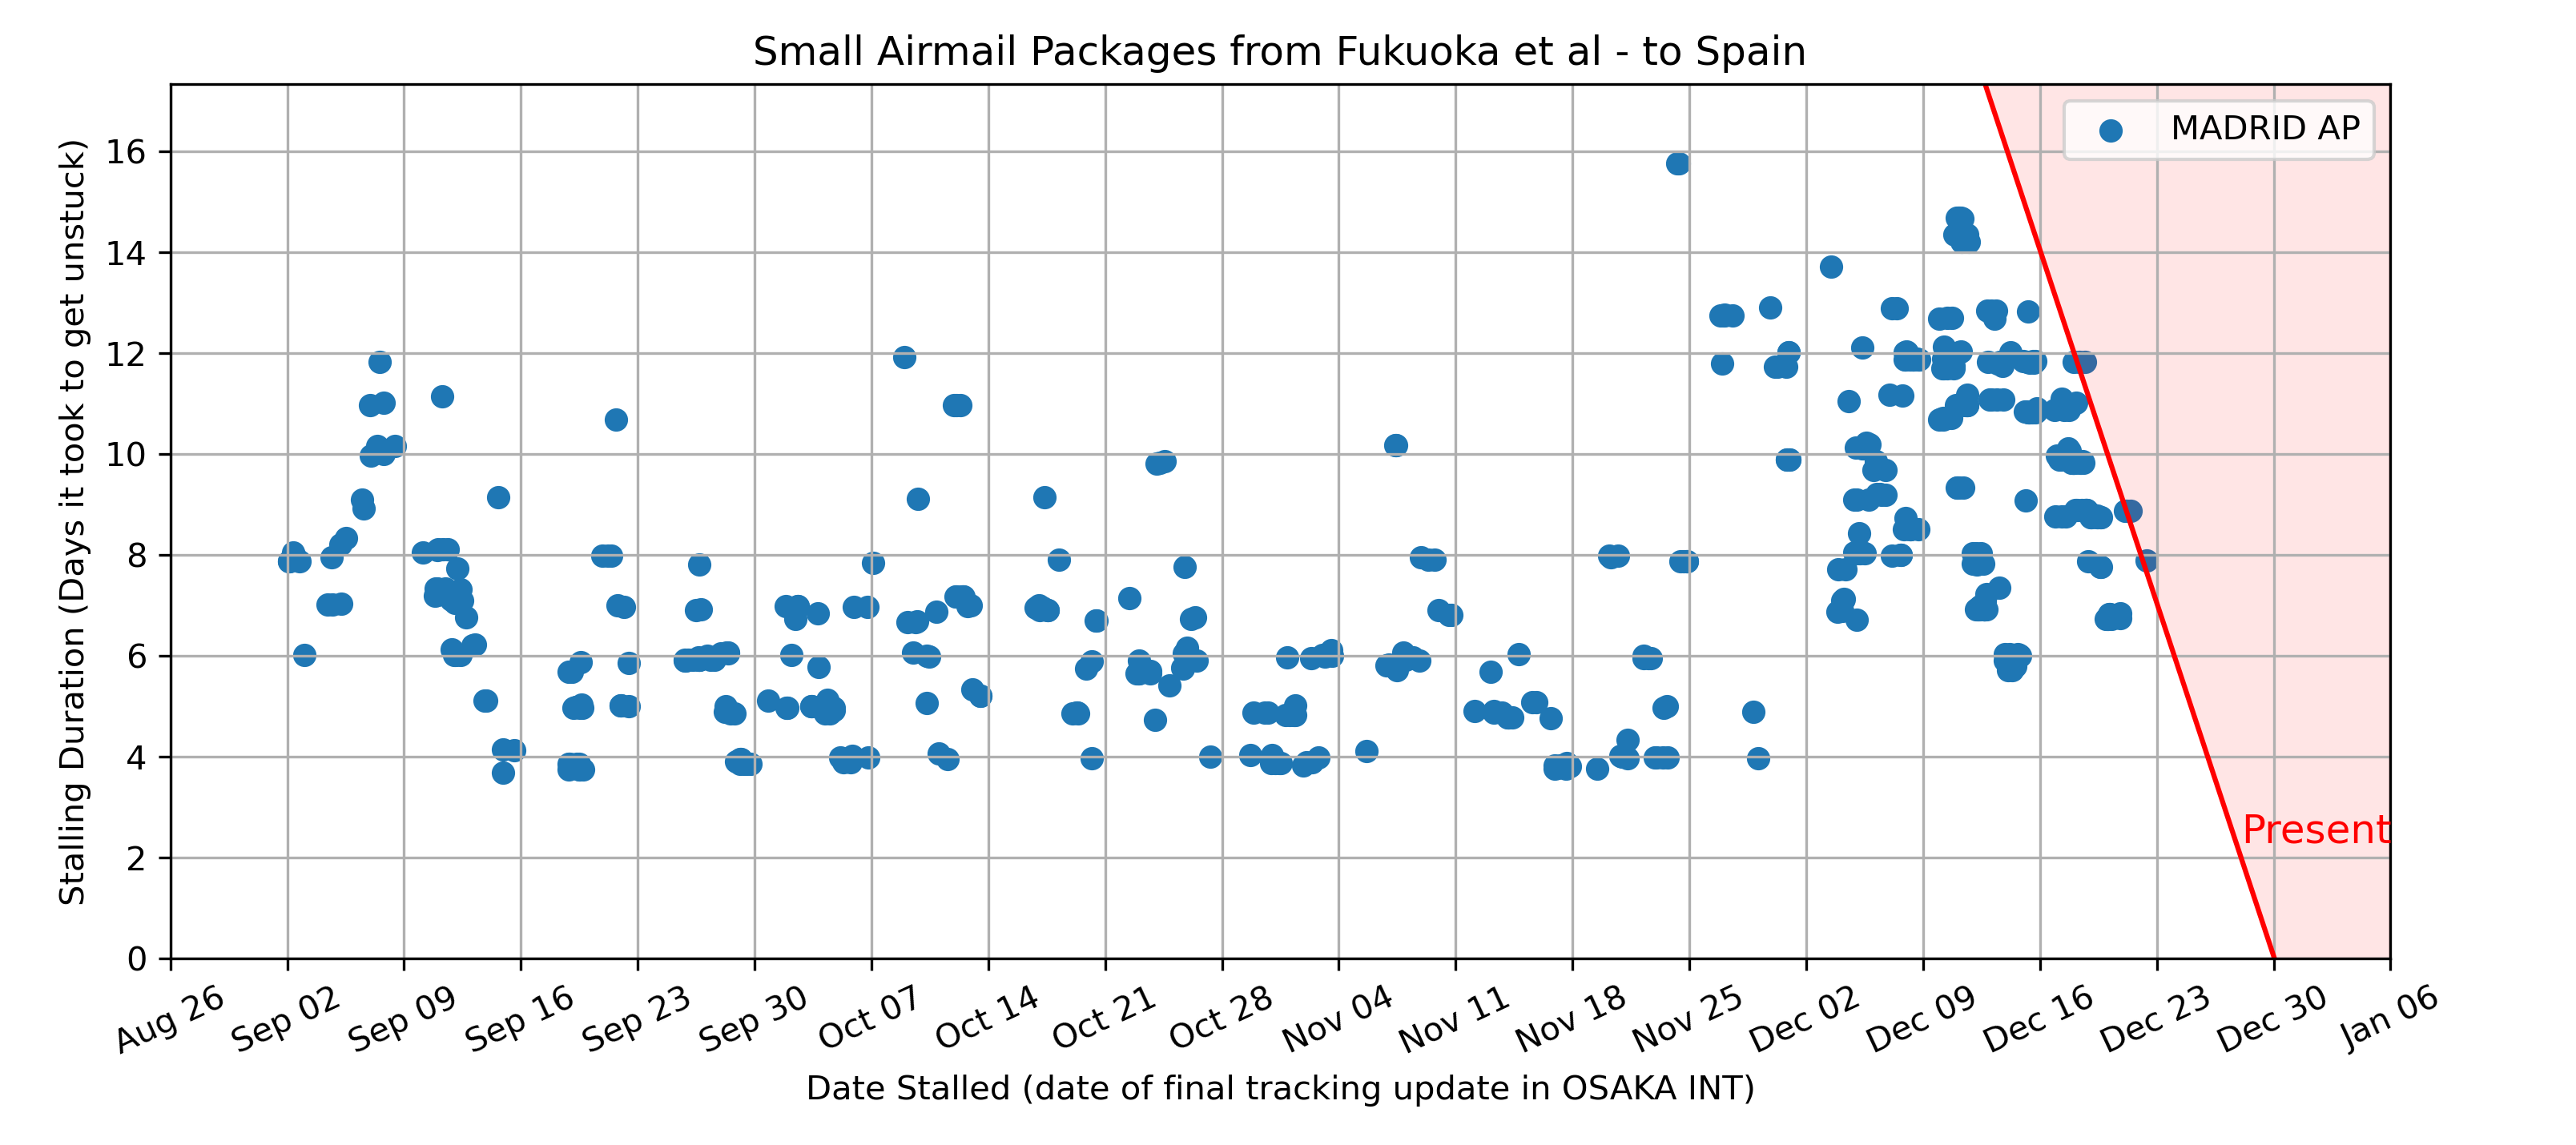 Small Airmail Packages from Fukuoka et al - to Spain
MADRID AP
Stalling Duration (Days it took to get unstuck)
16
14
12
10
8
6
4
2
0
Present
Aug 26 Sep 02 Sep 09 Sep 16 Sep 23 Sep 30 Oct 07 Oct 14 Oct 21 Oct 28 Nov 04 Nov 11 Nov 18 Nov 25 Dec 02 Dec 09 Dec 16 Dec 23 Dec 30 Jan 06
Date Stalled (date of final tracking update in OSAKA INT)